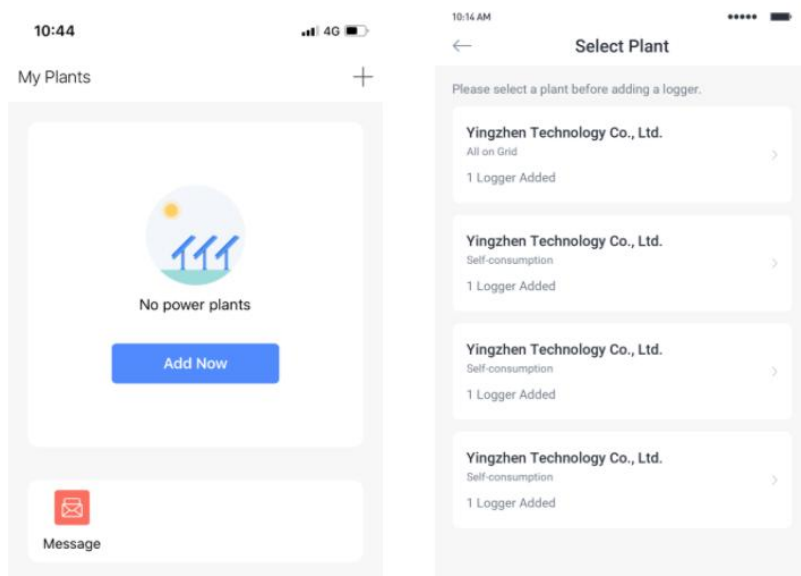 10:44
4G
My Plants
No power plants
Add Now
Message
10:14 AM
Select Plant
Please select a plant before adding a logger.
Yingzhen Technology Co., Ltd.
All on Grid
1 Logger Added
Yingzhen Technology Co., Ltd.
Self-consumption
1 Logger Added
Yingzhen Technology Co., Ltd.
Self-consumption
1 Logger Added
Yingzhen Technology Co., Ltd.
Self-consumption
1 Logger Added